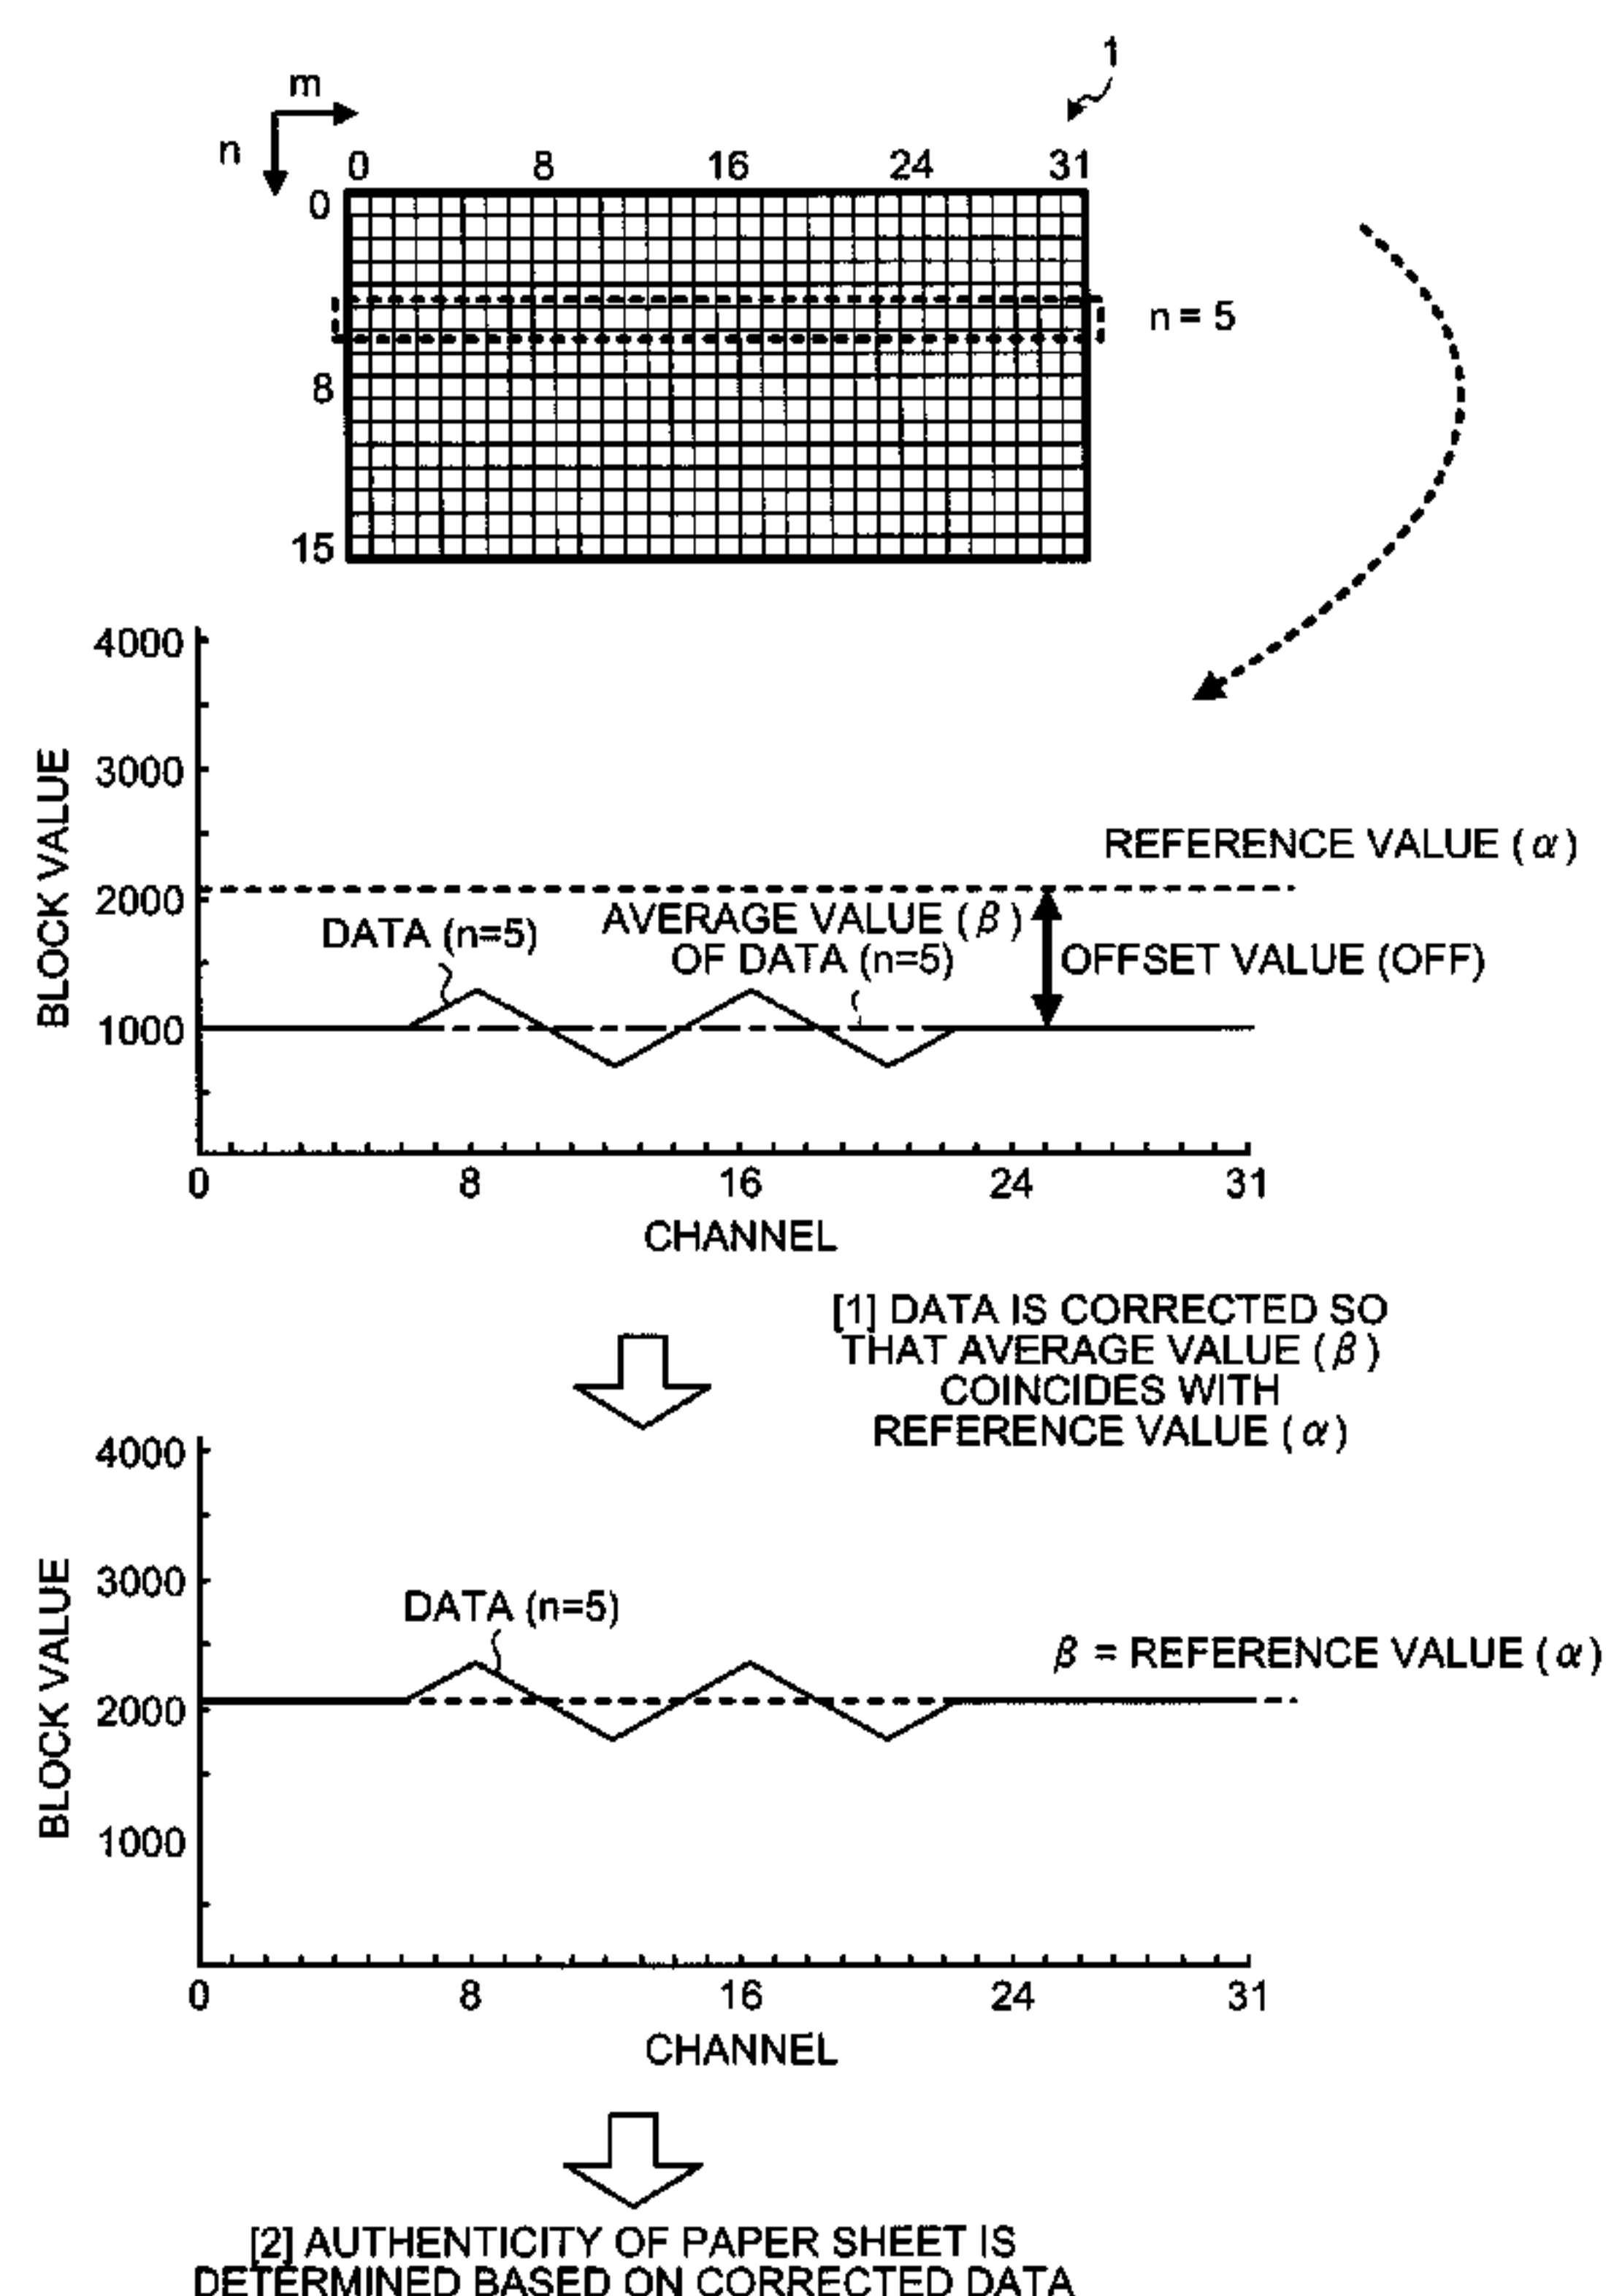 1
m
n
0 8 16 24 31
0
n = 5
8
15
4000
3000
2000
1000
BLOCK VALUE
REFERENCE VALUE (α)
DATA (n=5)
AVERAGE VALUE (β)
OF DATA (n=5)
OFFSET VALUE (OFF)
0 8 16 24 31
CHANNEL
[1] DATA IS CORRECTED SO
THAT AVERAGE VALUE (β)
COINCIDES WITH
REFERENCE VALUE (α)
4000
3000
2000
1000
BLOCK VALUE
DATA (n=5)
β = REFERENCE VALUE (α)
0 8 16 24 31
CHANNEL
[2] AUTHENTICITY OF PAPER SHEET IS
DETERMINED BASED ON CORRECTED DATA